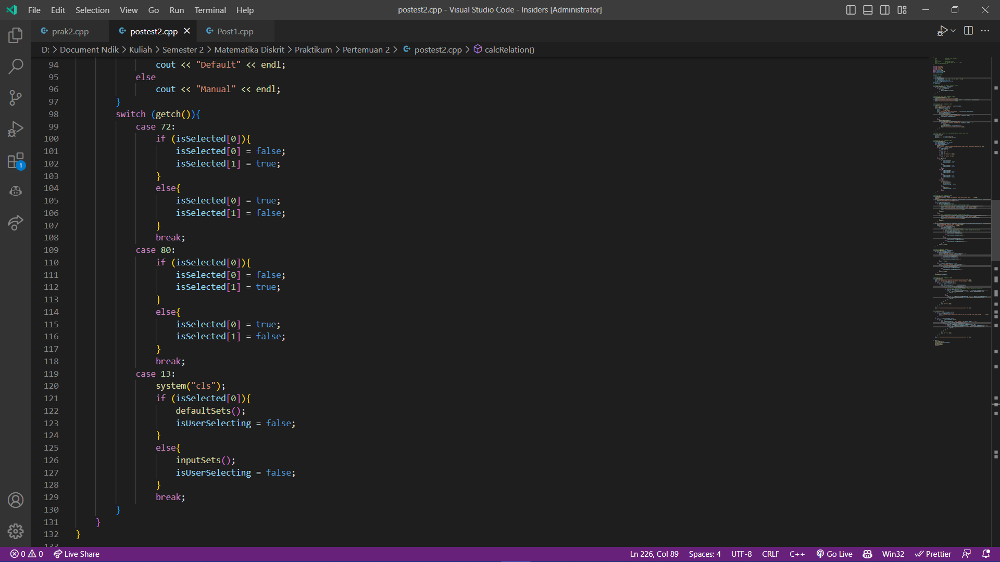 File Edit Selection View Go Run Terminal Help
postest2.cpp - Visual Studio Code - Insiders [Administrator]
prak2.cpp postest2.cpp Post1.cpp
D: > Document Ndik > Kuliah > Semester 2 > Matematika Diskrit > Praktikum > Pertemuan 2 > postest2.cpp > calcRelation()
94 cout << "Default" << endl;
95 else
96 cout << "Manual" << endl;
97 }
98 switch (getch()){
99 case 72:
100 if (isSelected[0]){
101 isSelected[0] = false;
102 isSelected[1] = true;
103 }
104 else{
105 isSelected[0] = true;
106 isSelected[1] = false;
107 }
108 break;
109 case 80:
110 if (isSelected[0]){
111 isSelected[0] = false;
112 isSelected[1] = true;
113 }
114 else{
115 isSelected[0] = true;
116 isSelected[1] = false;
117 }
118 break;
119 case 13:
120 system("cls");
121 if (isSelected[0]){
122 defaultSets();
123 isUserSelecting = false;
124 }
125 else{
126 inputSets();
127 isUserSelecting = false;
128 }
129 break;
130 }
131 }
132 }
133
1
0 0 Live Share
Ln 226, Col 89 Spaces: 4 UTF-8 CRLF C++ Go Live Win32 Prettier